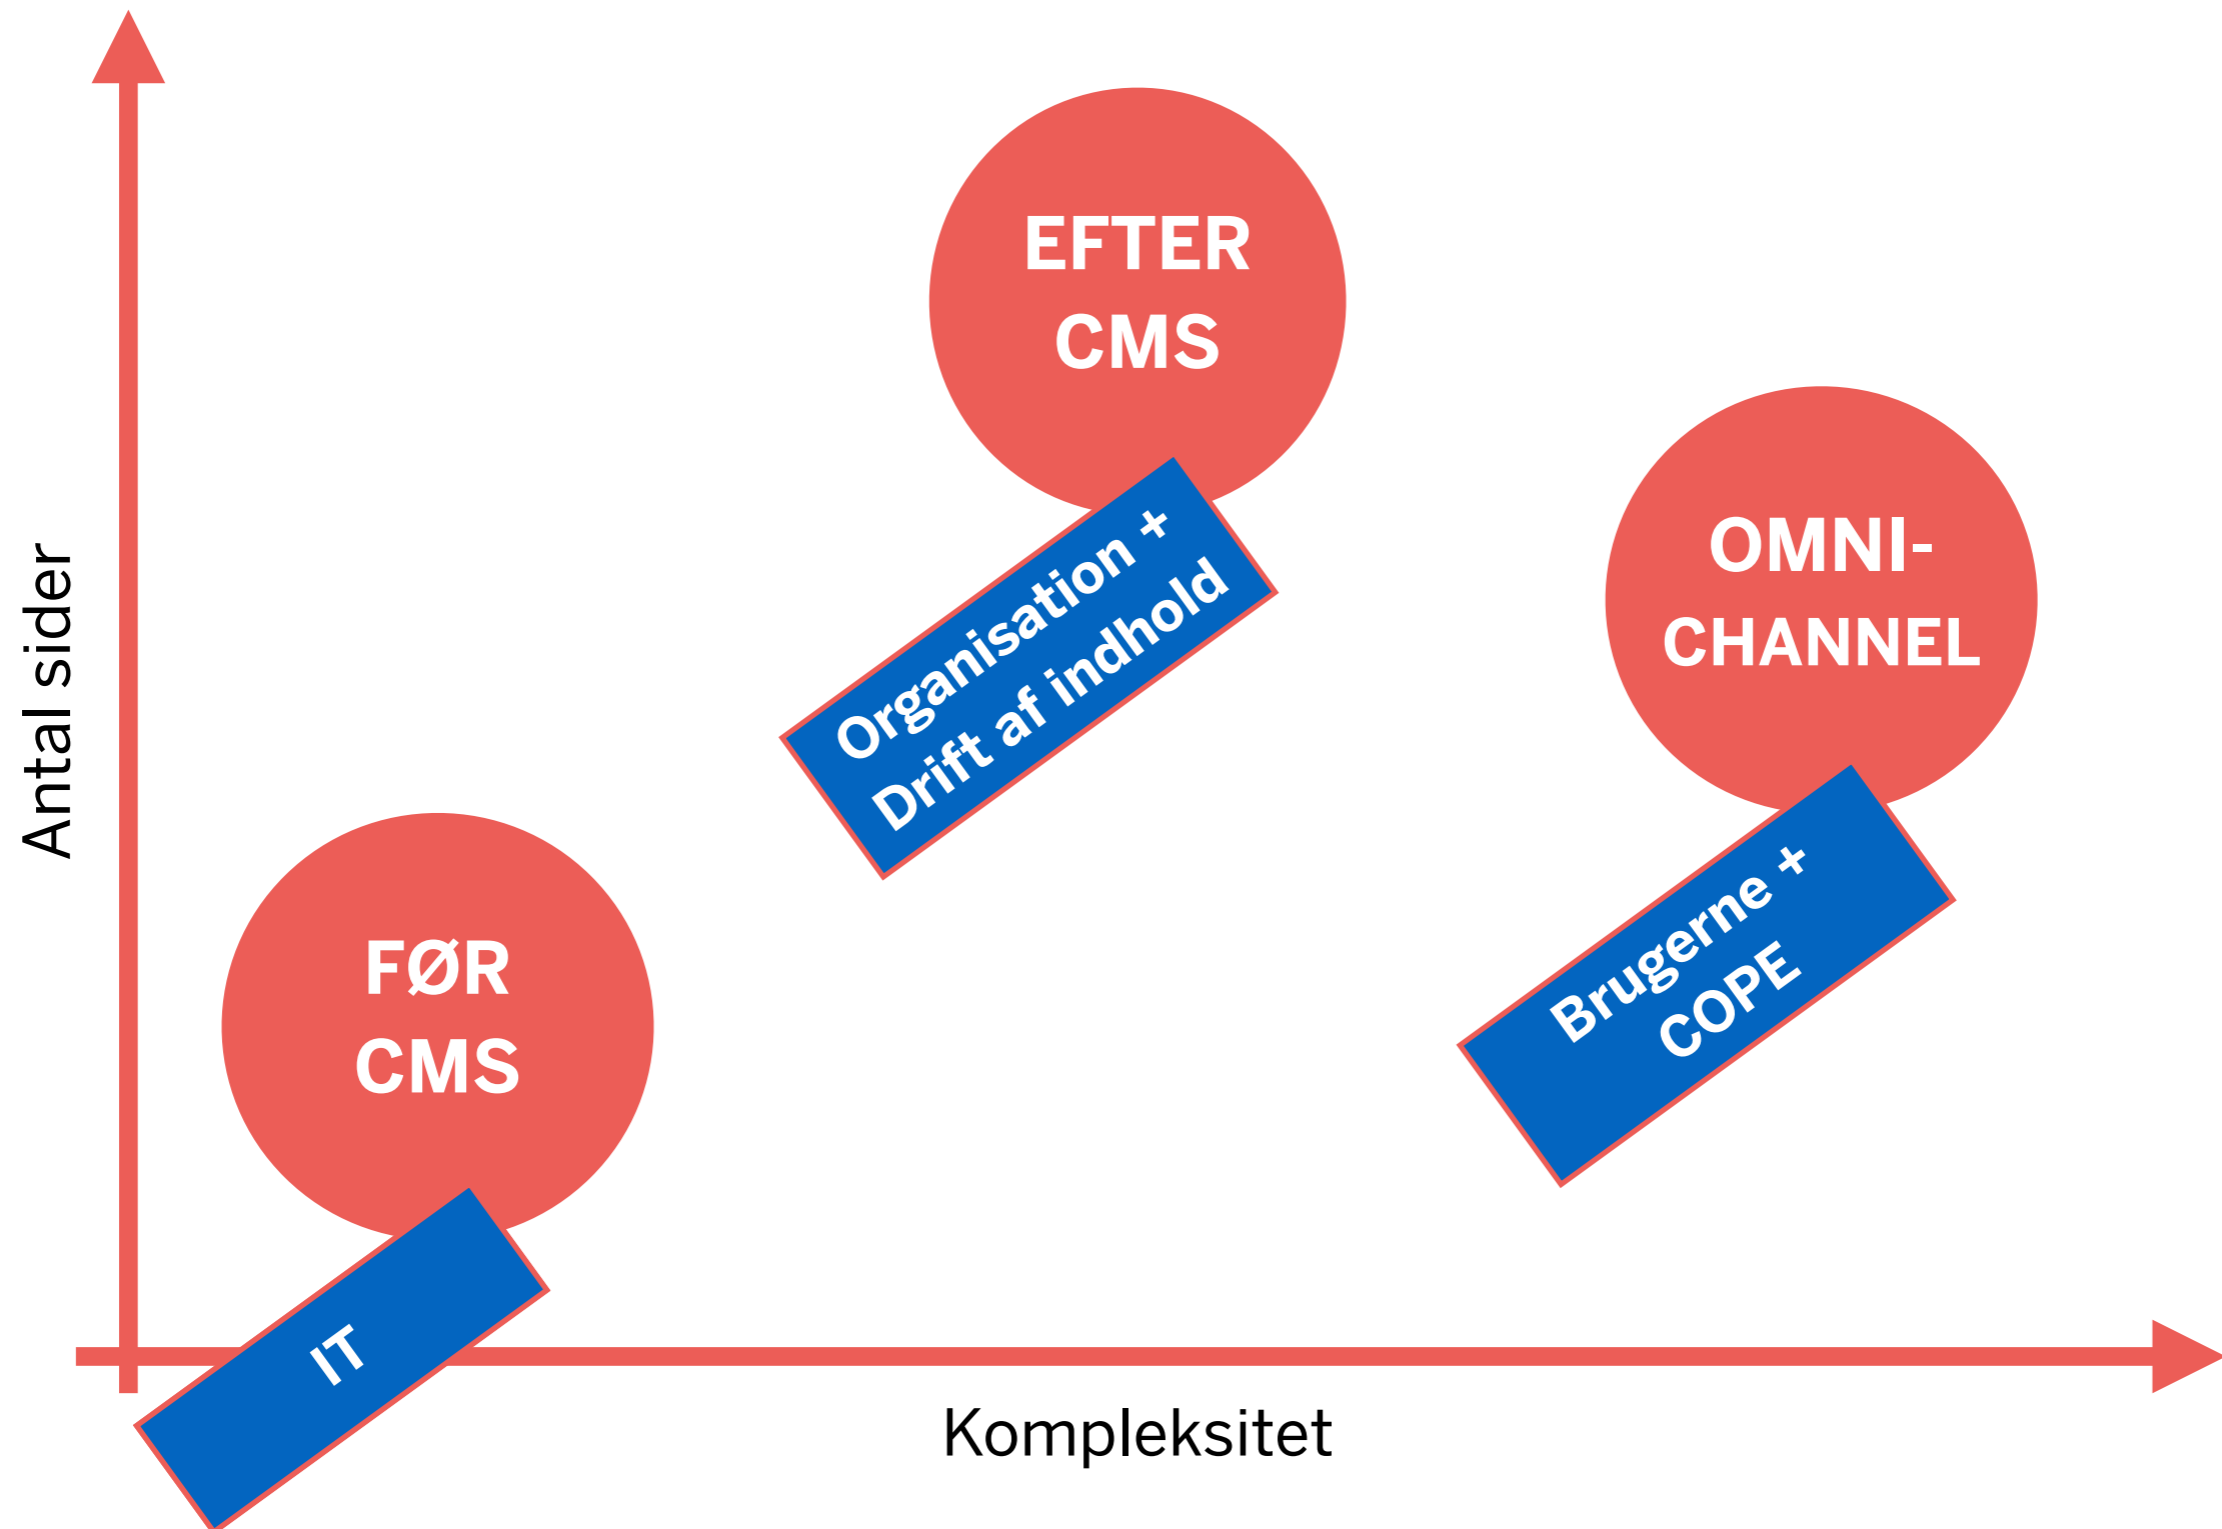 Antal sider
EFTER
CMS
Organisation +
Drift af indhold
OMNI-
CHANNEL
Brugerne +
COPE
FØR
CMS
IT
Kompleksitet